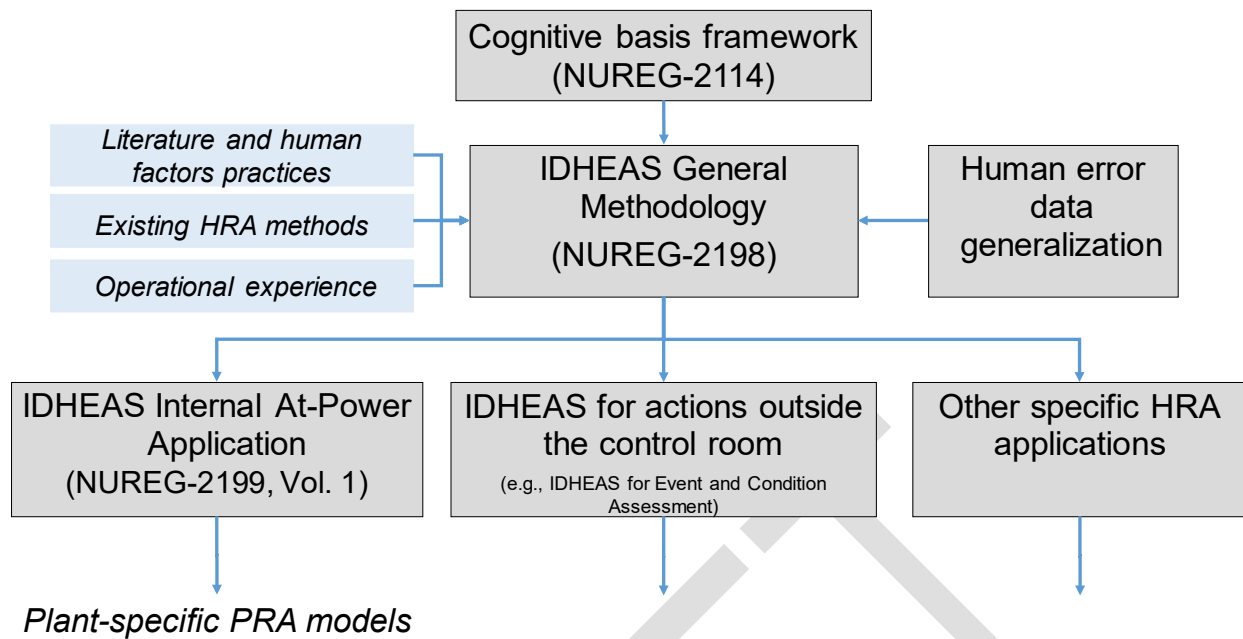 Cognitive basis framework
(NUREG-2114)
Literature and human
factors practices
Existing HRA methods
Operational experience
IDHEAS General
Methodology
(NUREG-2198)
Human error
data
generalization
IDHEAS Internal At-Power
Application
(NUREG-2199, Vol. 1)
IDHEAS for actions outside
the control room
(e.g., IDHEAS for Event and Condition
Assessment)
Other specific HRA
applications
Plant-specific PRA models